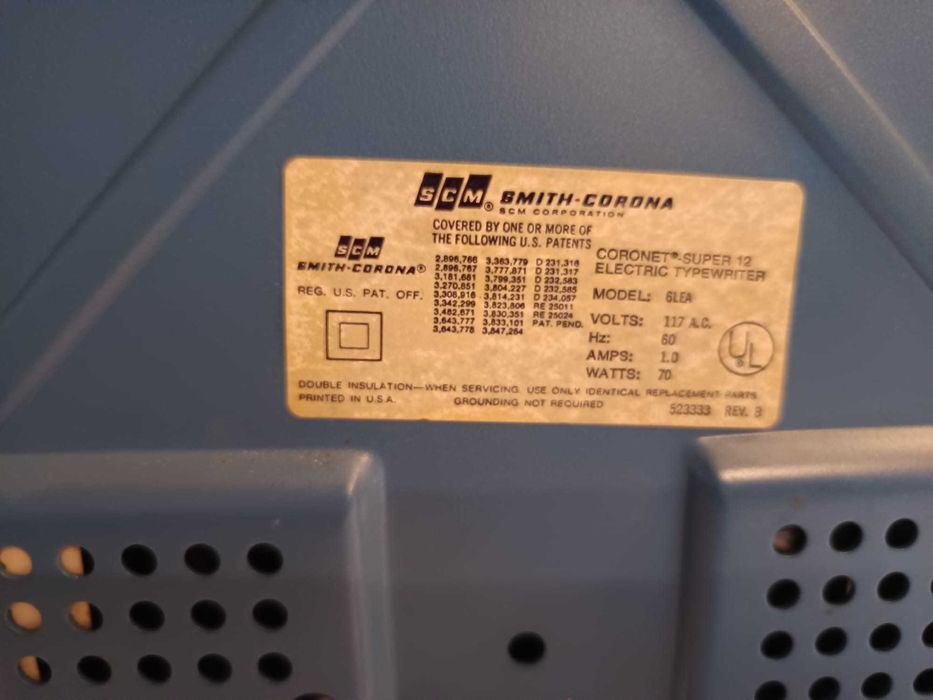 SCM® SMITH-CORONA
SCM CORPORATION
COVERED BY ONE OR MORE OF
THE FOLLOWING U.S. PATENTS
SCM
SMITH-CORONA®
REG. U.S. PAT. OFF.
2,896,766 3,363,779 D 231,316
2,896,767 3,777,871 D 231,317
3,181,681 3,799,351 D 232,583
3,270,851 3,804,227 D 232,585
3,308,916 3,814,231 D 234,057
3,342,299 3,823,806 RE 25011
3,482,671 3,830,351 RE 25024
3,643,777 3,833,101 PAT. PEND.
3,643,778 3,847,264
CORONET®-SUPER 12
ELECTRIC TYPEWRITER
MODEL: 6LEA
VOLTS: 117 A.C.
Hz: 60
AMPS: 1.0
WATTS: 70
UL®
DOUBLE INSULATION—WHEN SERVICING USE ONLY IDENTICAL REPLACEMENT PARTS.
PRINTED IN U.S.A. GROUNDING NOT REQUIRED 523333 REV. B